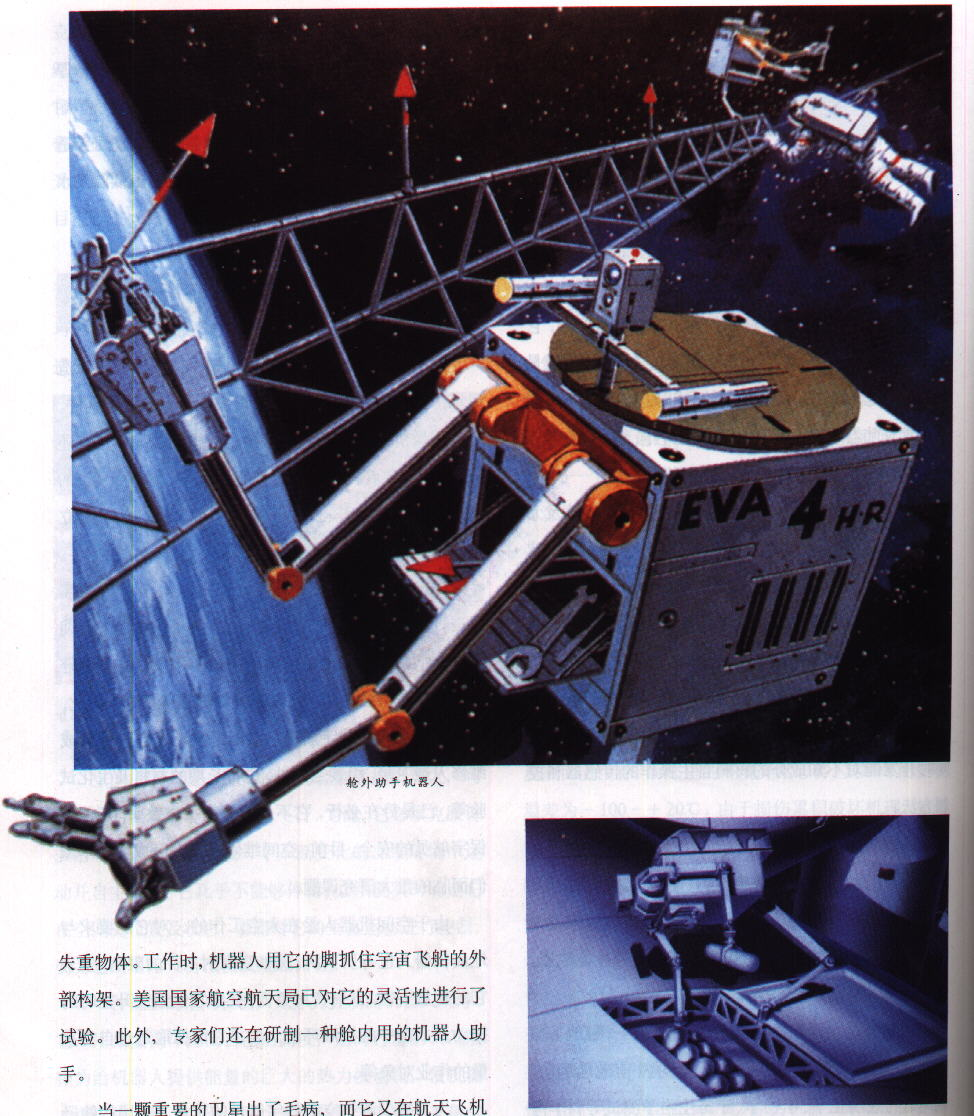 EVA 4 H·R
舱外助手机器人
失重物体。工作时，机器人用它的脚抓住宇宙飞船的外
部构架。美国国家航空航天局已对它的灵活性进行了
试验。此外，专家们还在研制一种舱内用的机器人助
手。
当一颗重要的卫星出了毛病、而它又在航天飞机